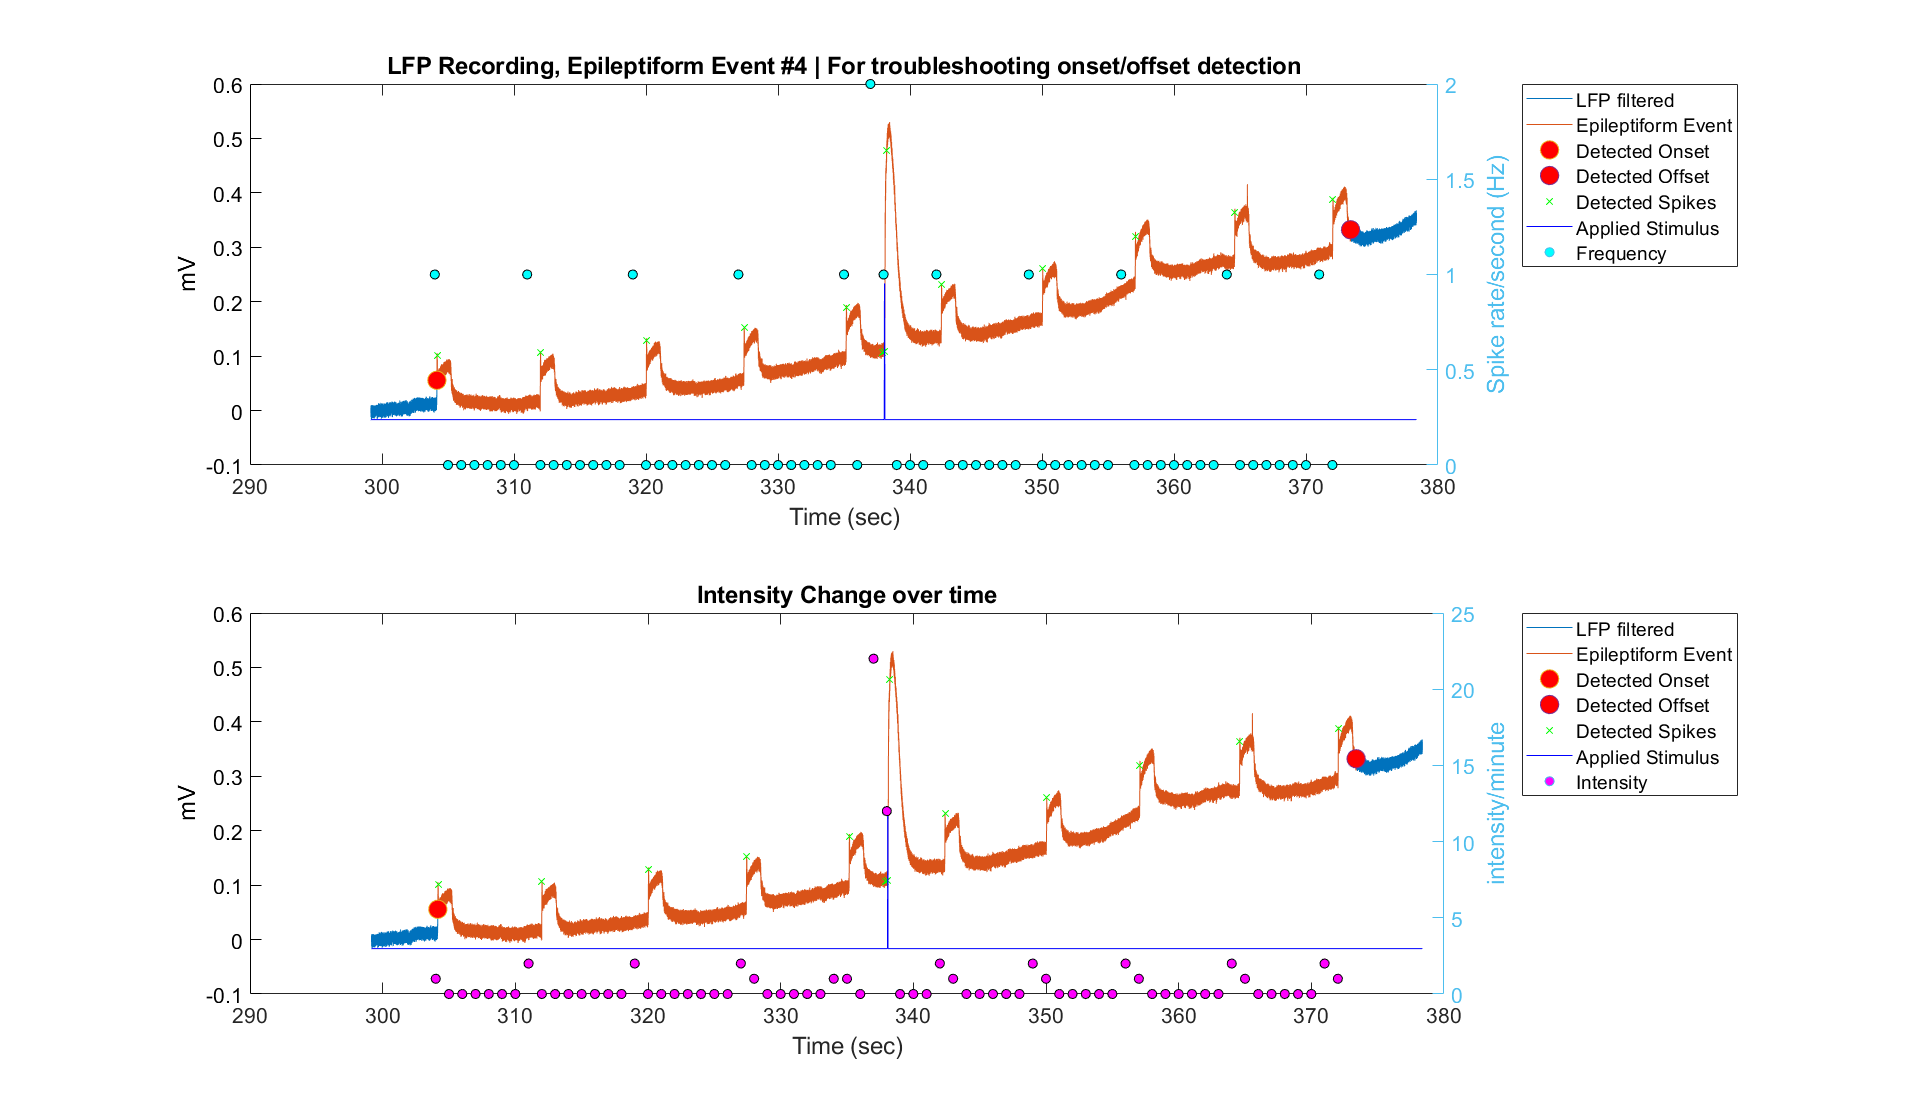 LFP Recording, Epileptiform Event #4 | For troubleshooting onset/offset detection
0.6
0.5
0.4
0.3
0.2
0.1
0
-0.1
mV
290 300 310 320 330 340 350 360 370 380
Time (sec)
2
1.5
1
0.5
0
Spike rate/second (Hz)
LFP filtered
Epileptiform Event
Detected Onset
Detected Offset
Detected Spikes
Applied Stimulus
Frequency
Intensity Change over time
0.6
0.5
0.4
0.3
0.2
0.1
0
-0.1
mV
290 300 310 320 330 340 350 360 370 380
Time (sec)
25
20
15
10
5
0
intensity/minute
LFP filtered
Epileptiform Event
Detected Onset
Detected Offset
Detected Spikes
Applied Stimulus
Intensity